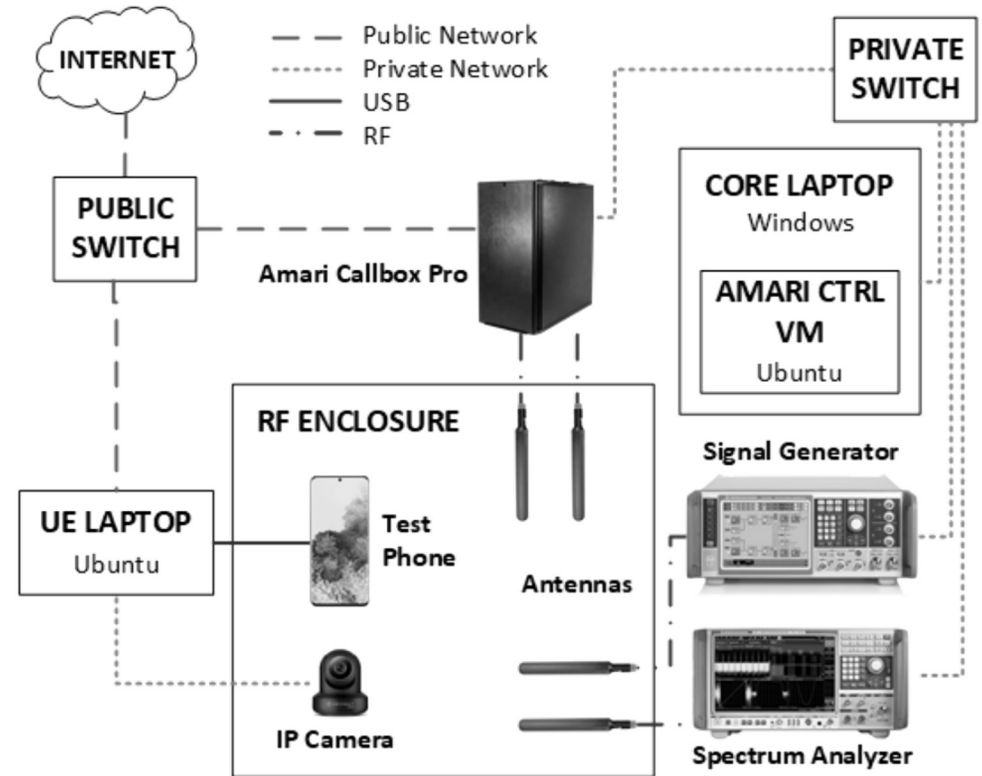 INTERNET
Public Network
Private Network
USB
RF
PRIVATE
SWITCH
PUBLIC
SWITCH
Amari Callbox Pro
CORE LAPTOP
Windows
AMARI CTRL
VM
Ubuntu
RF ENCLOSURE
UE LAPTOP
Ubuntu
Test
Phone
Antennas
IP Camera
Signal Generator
Spectrum Analyzer